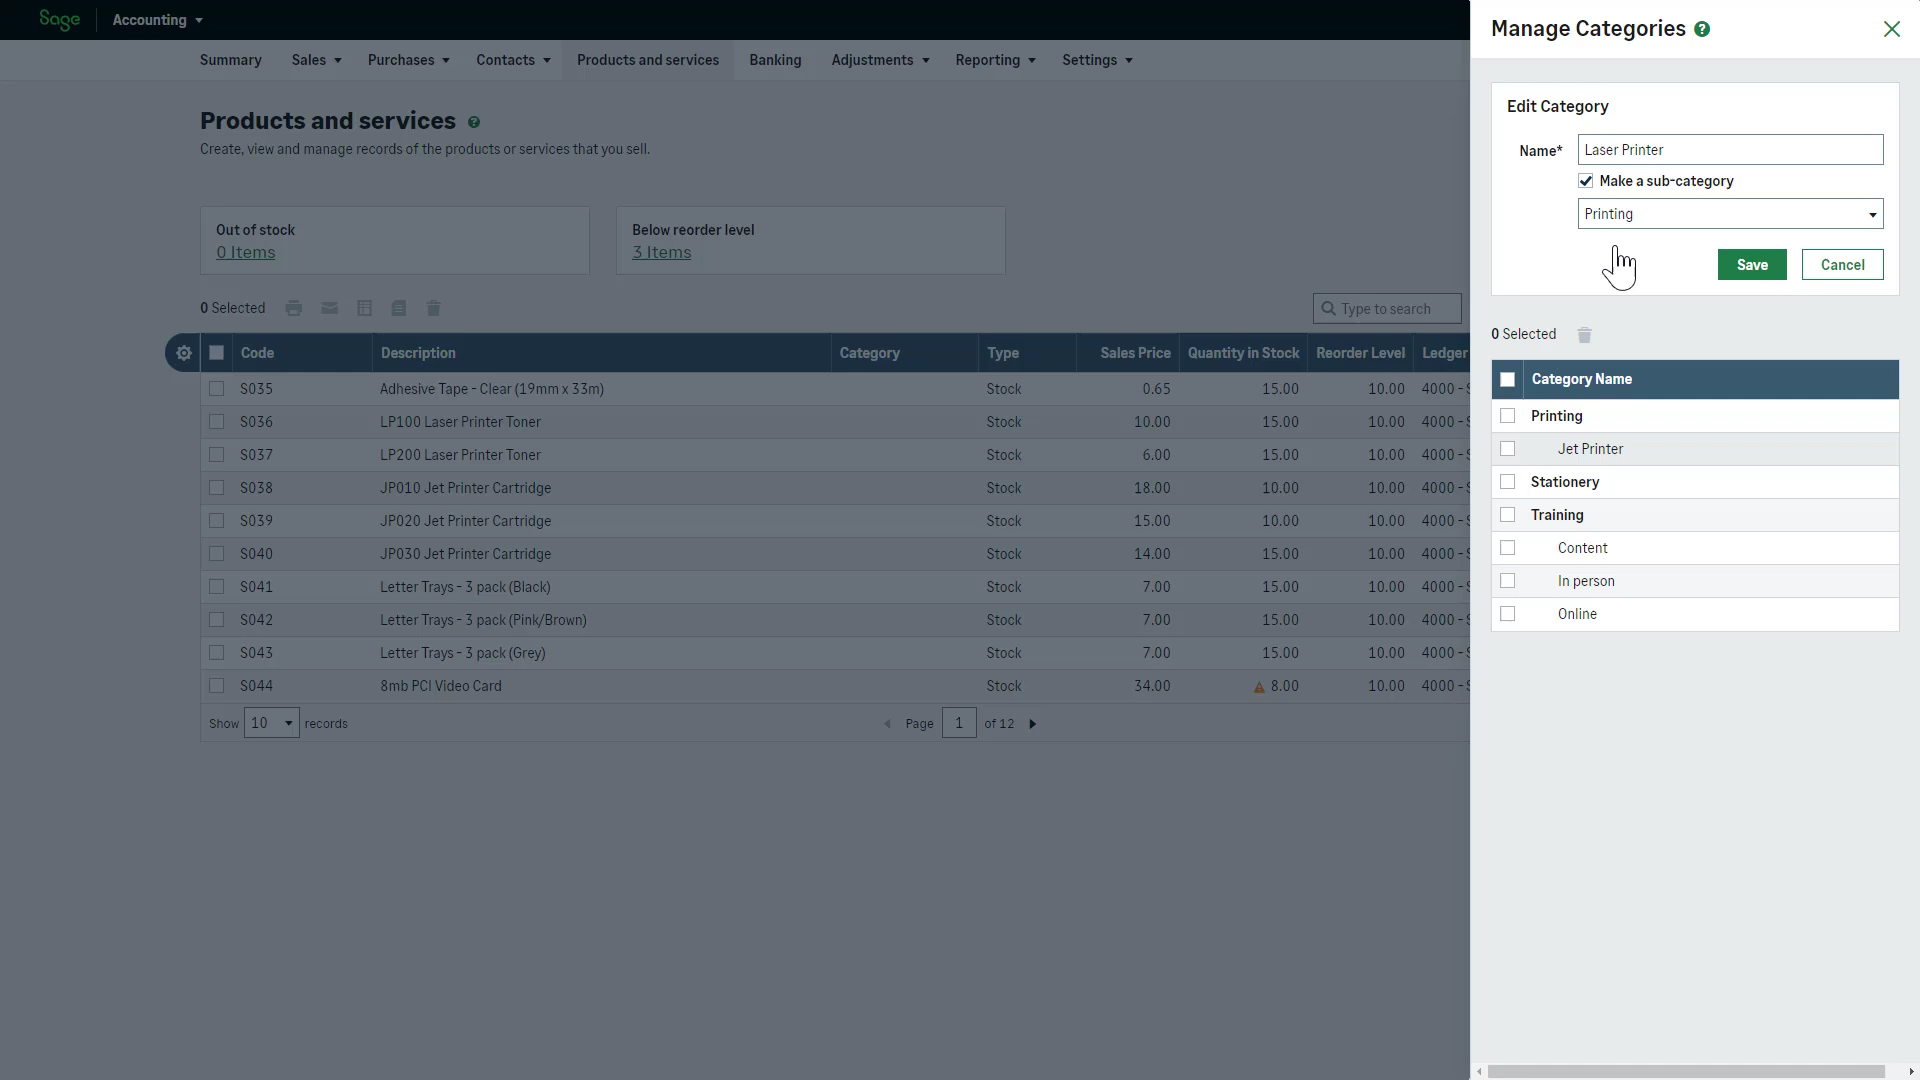 Sage Accounting
Summary Sales Purchases Contacts Products and services Banking Adjustments Reporting Settings
Products and services ?
Create, view and manage records of the products or services that you sell.
Out of stock
0 Items
Below reorder level
3 Items
0 Selected
Type to search
Code Description Category Type Sales Price Quantity in Stock Reorder Level Ledger
S035 Adhesive Tape - Clear (19mm x 33m) Stock 0.65 15.00 10.00 4000 -
S036 LP100 Laser Printer Toner Stock 10.00 15.00 10.00 4000 -
S037 LP200 Laser Printer Toner Stock 6.00 15.00 10.00 4000 -
S038 JP010 Jet Printer Cartridge Stock 18.00 10.00 10.00 4000 -
S039 JP020 Jet Printer Cartridge Stock 15.00 10.00 10.00 4000 -
S040 JP030 Jet Printer Cartridge Stock 14.00 15.00 10.00 4000 -
S041 Letter Trays - 3 pack (Black) Stock 7.00 15.00 10.00 4000 -
S042 Letter Trays - 3 pack (Pink/Brown) Stock 7.00 15.00 10.00 4000 -
S043 Letter Trays - 3 pack (Grey) Stock 7.00 15.00 10.00 4000 -
S044 8mb PCI Video Card Stock 34.00 8.00 10.00 4000 -
Show 10 records Page 1 of 12
Manage Categories ?
Edit Category
Name* Laser Printer
Make a sub-category
Printing
Save Cancel
0 Selected
Category Name
Printing
Jet Printer
Stationery
Training
Content
In person
Online